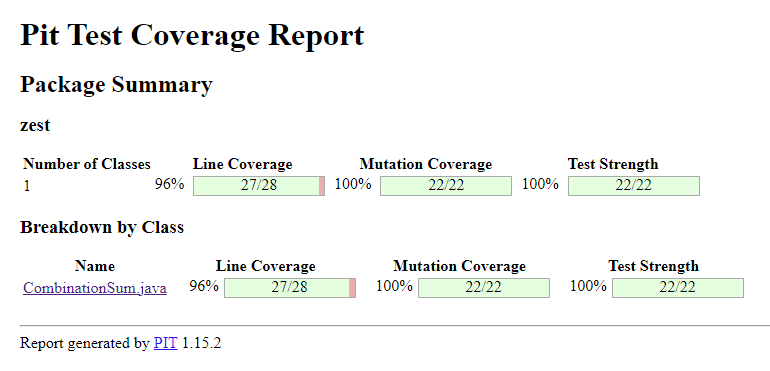 Pit Test Coverage Report
Package Summary
zest
Number of Classes Line Coverage Mutation Coverage Test Strength
1 96% 27/28 100% 22/22 100% 22/22
Breakdown by Class
Name Line Coverage Mutation Coverage Test Strength
CombinationSum.java 96% 27/28 100% 22/22 100% 22/22
Report generated by PIT 1.15.2